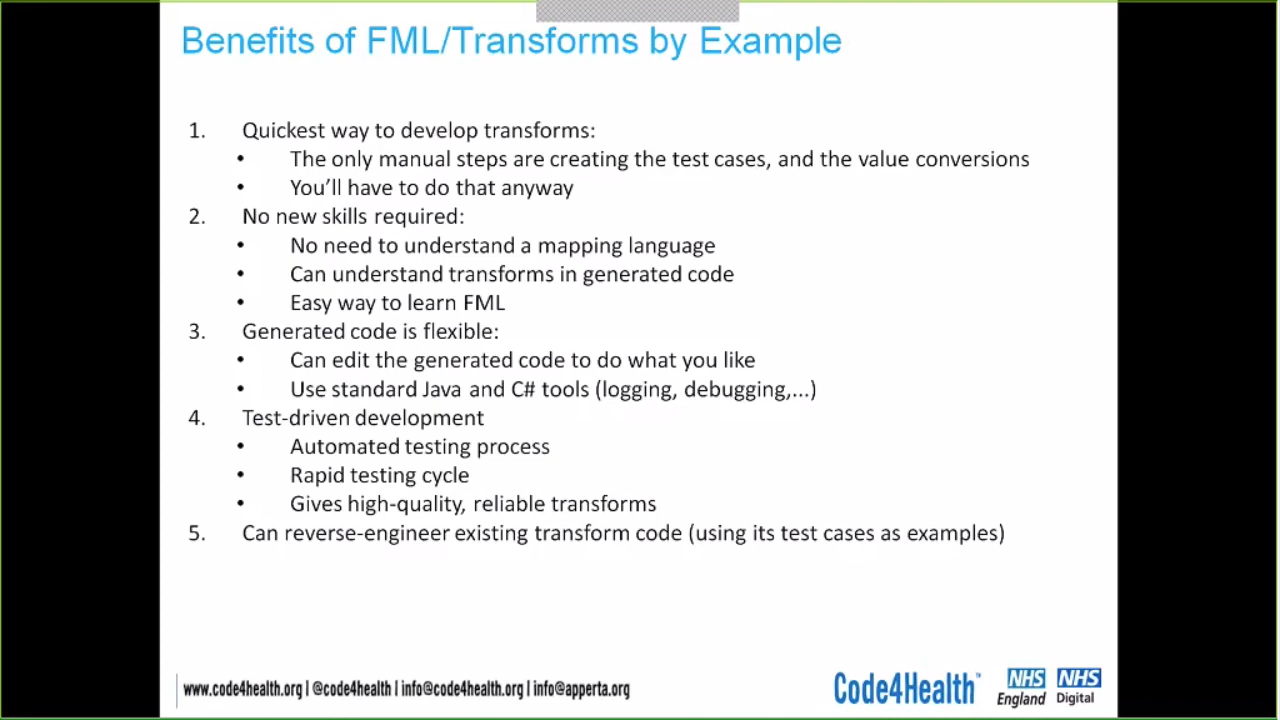 Benefits of FML/Transforms by Example
1. Quickest way to develop transforms:
• The only manual steps are creating the test cases, and the value conversions
• You'll have to do that anyway
2. No new skills required:
• No need to understand a mapping language
• Can understand transforms in generated code
• Easy way to learn FML
3. Generated code is flexible:
• Can edit the generated code to do what you like
• Use standard Java and C# tools (logging, debugging,...)
4. Test-driven development
• Automated testing process
• Rapid testing cycle
• Gives high-quality, reliable transforms
5. Can reverse-engineer existing transform code (using its test cases as examples)
www.code4health.org | @code4health | info@code4health.org | info@apperta.org
Code4Health™
NHS England
NHS Digital